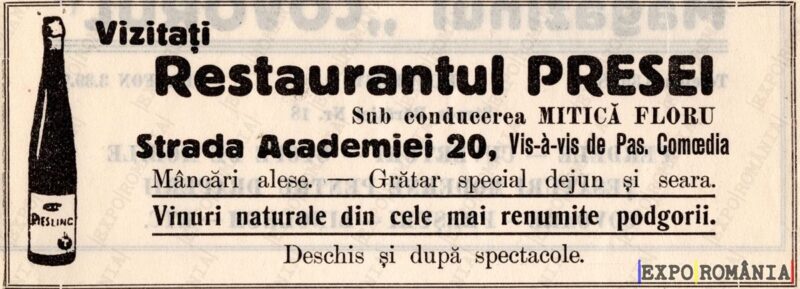 Vizitați
Restaurantul PRESEI
Sub conducerea MITICĂ FLORU
Strada Academiei 20, Vis-à-vis de Pas. Comœdia
Mâncări alese. — Grătar special dejun și seara.
Vinuri naturale din cele mai renumite podgorii.
Deschis și după spectacole.
RIESLING
EXPO ROMÂNIA